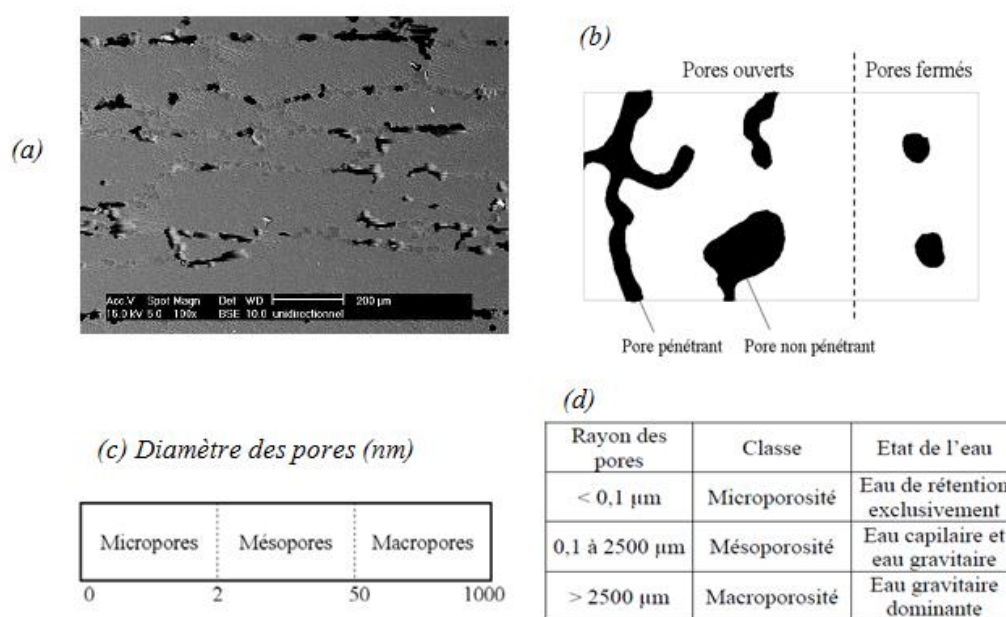 (a)
Acc.V Spot Magn Det WD 200 µm
15.0 kV 5.0 100x BSE 10.0 unidirectionnel
(b)
Pores ouverts Pores fermés
Pore pénétrant Pore non pénétrant
(c) Diamètre des pores (nm)
Micropores Mésopores Macropores
0 2 50 1000
(d)
Rayon des pores Classe Etat de l’eau
< 0,1 µm Microporosité Eau de rétention exclusivement
0,1 à 2500 µm Mésoporosité Eau capilaire et eau gravitaire
> 2500 µm Macroporosité Eau gravitaire dominante